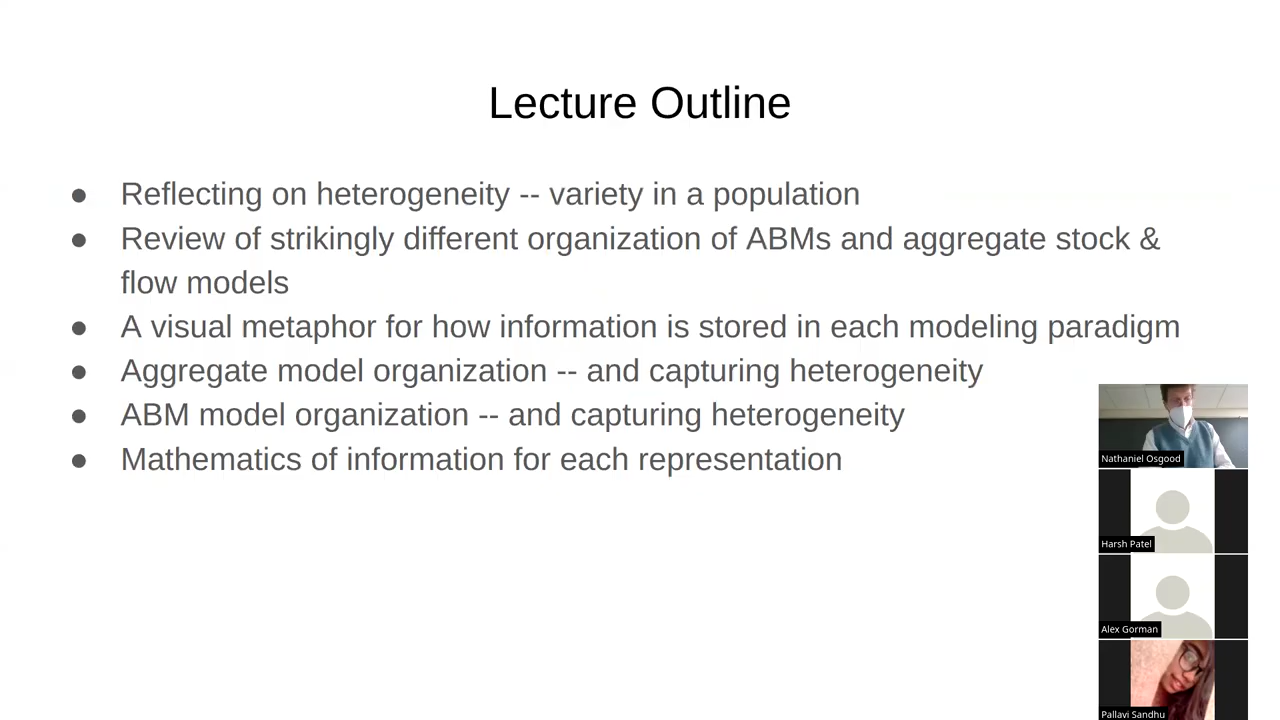 Lecture Outline
● Reflecting on heterogeneity -- variety in a population
● Review of strikingly different organization of ABMs and aggregate stock &
flow models
● A visual metaphor for how information is stored in each modeling paradigm
● Aggregate model organization -- and capturing heterogeneity
● ABM model organization -- and capturing heterogeneity
● Mathematics of information for each representation
Nathaniel Osgood
Harsh Patel
Alex Gorman
Pallavi Sandhu